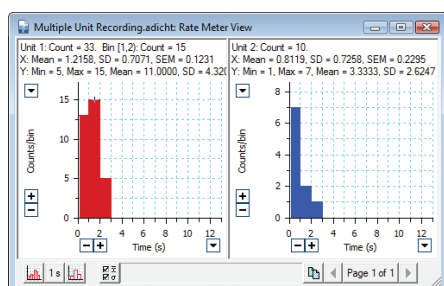 Multiple Unit Recording.adicht: Rate Meter View
Unit 1: Count = 33.  Bin [1,2): Count = 15
X: Mean = 1.2158, SD = 0.7071, SEM = 0.1231
Y: Min = 5, Max = 15, Mean = 11.0000, SD = 4.320
15
10
5
0
Counts/bin
0 2 4 6 8 10 12
Time (s)
Unit 2: Count = 10.
X: Mean = 0.8119, SD = 0.7258, SEM = 0.2295
Y: Min = 1, Max = 7, Mean = 3.3333, SD = 2.6247
8
6
4
2
0
Counts/bin
0 2 4 6 8 10 12
Time (s)
1 s
Page 1 of 1